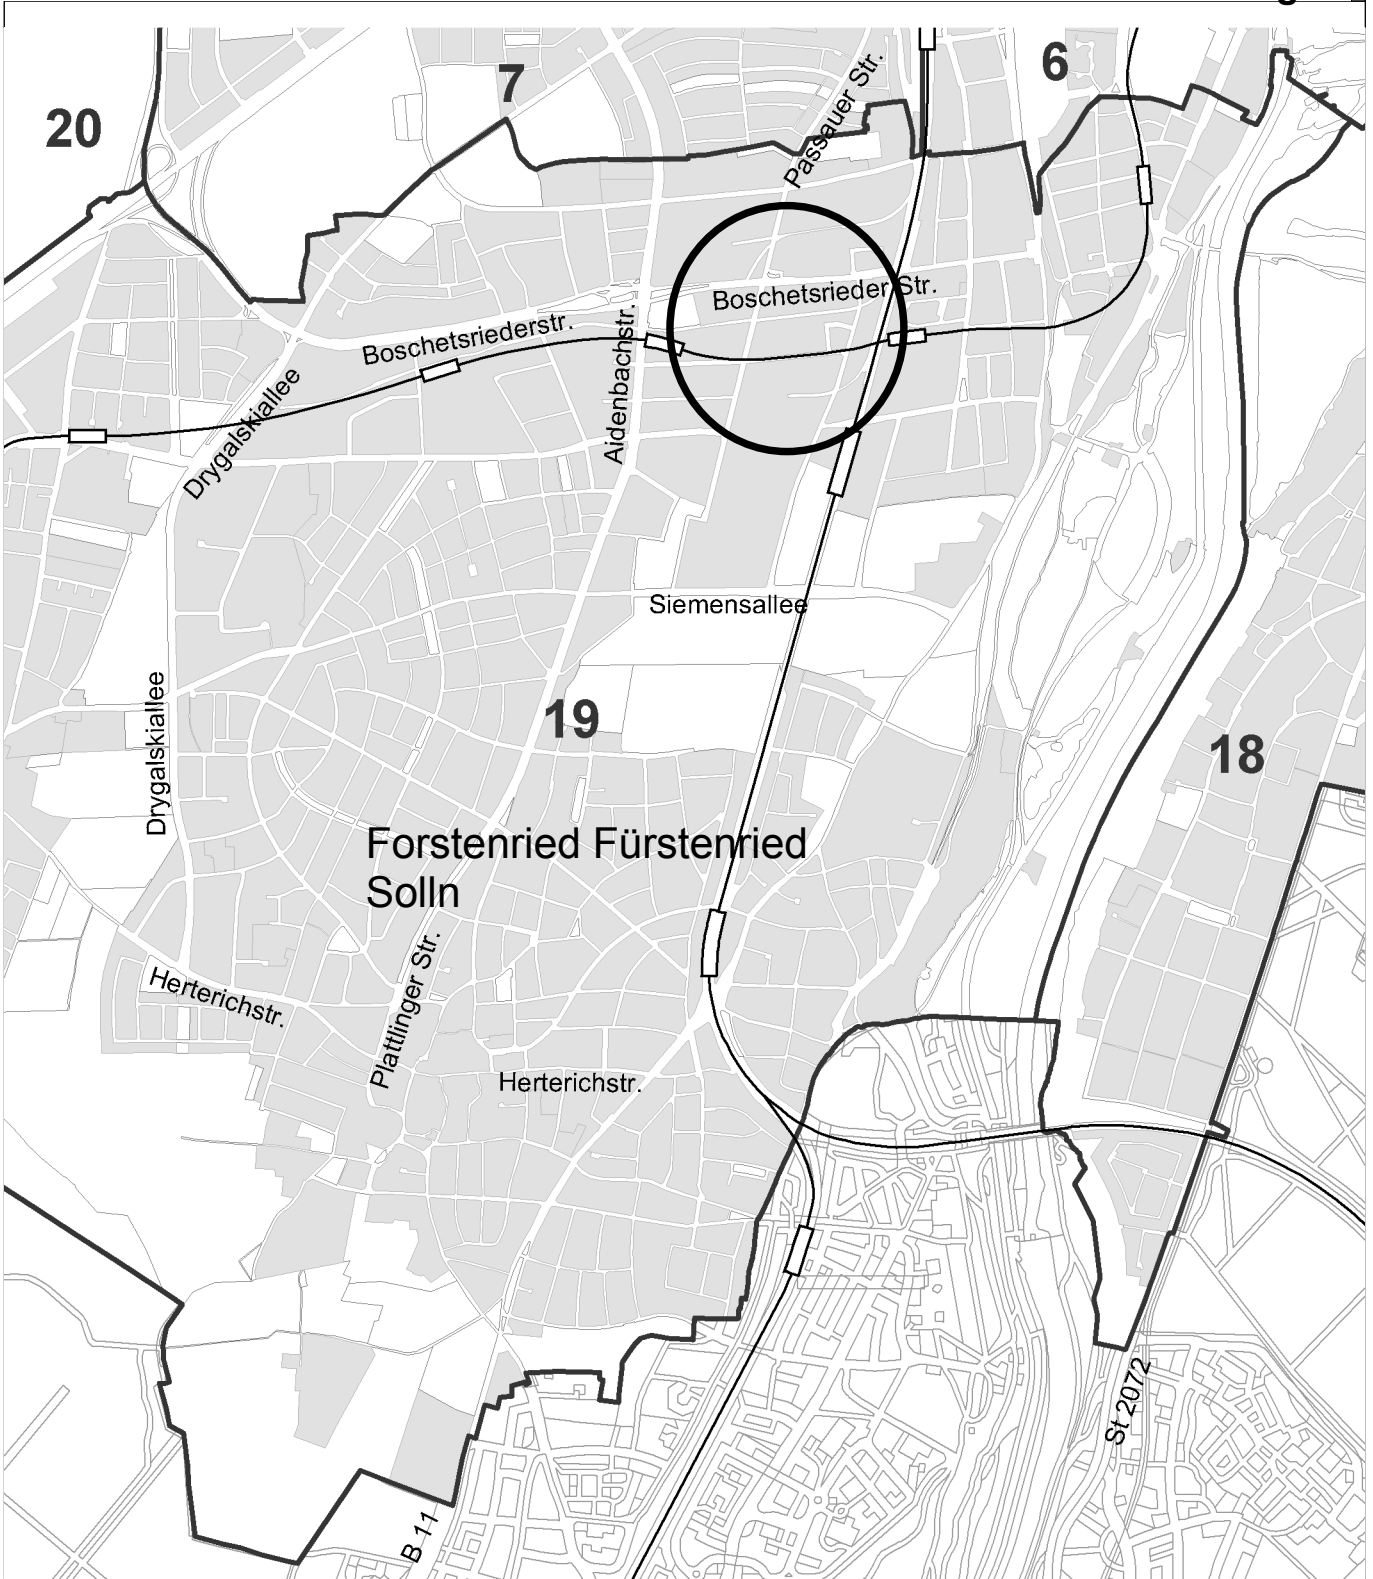 7
6
20
Passauer Str.
Boschetsrieder Str.
Boschetsriederstr.
Aidenbachstr.
Drygalskiallee
Siemensallee
Drygalskiallee
19
18
Forstenried Fürstenried
Solln
Plattlinger Str.
Herterichstr.
Herterichstr.
St 2072
B 11